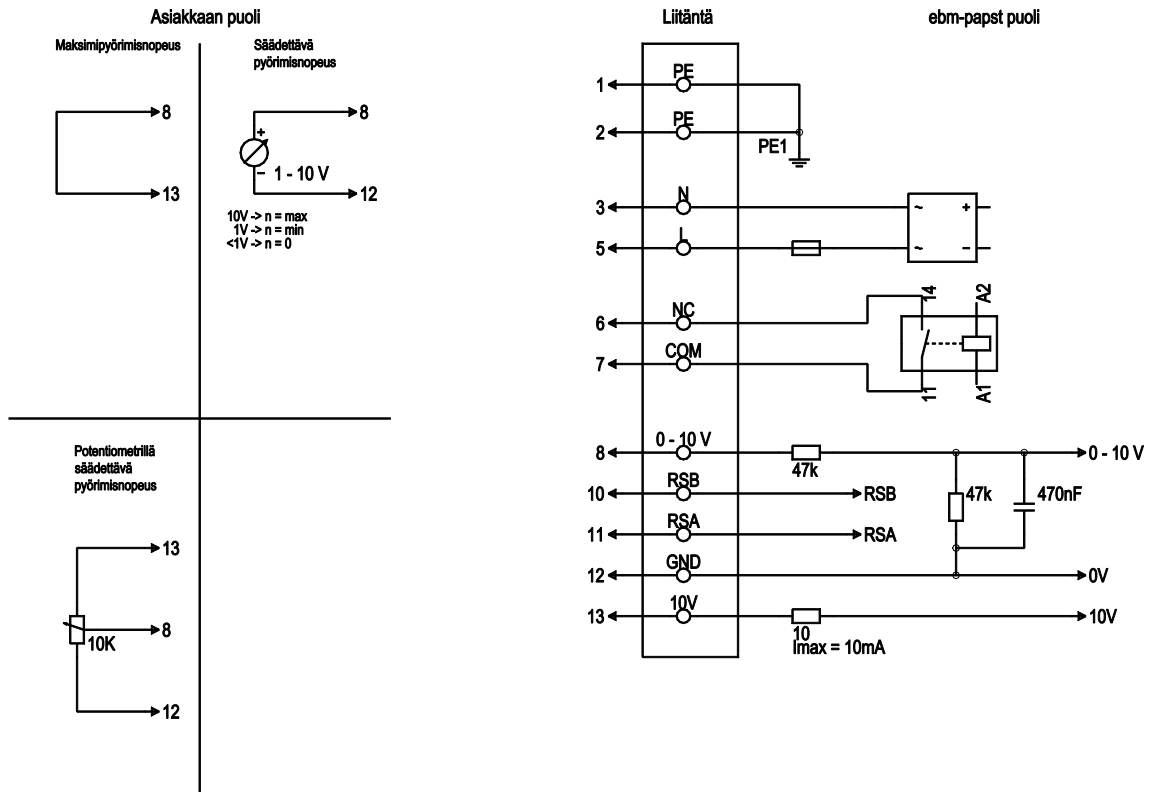 Asiakkaan puoli
Maksimipyörimisnopeus
8
13
Säädettävä
pyörimisnopeus
8
+
1 - 10 V
−
12
10V -> n = max
1V -> n = min
<1V -> n = 0
Potentiometrillä
säädettävä
pyörimisnopeus
13
8
10K
12
Liitäntä
ebm-papst puoli
1 PE
2 PE
PE1
3 N ~ +
5 L ~ −
14 A2
6 NC
7 COM
11 A1
8 0 - 10 V 47k 0 - 10 V
10 RSB RSB 47k 470nF
11 RSA RSA
12 GND 0V
13 10V 10 10V
Imax = 10mA